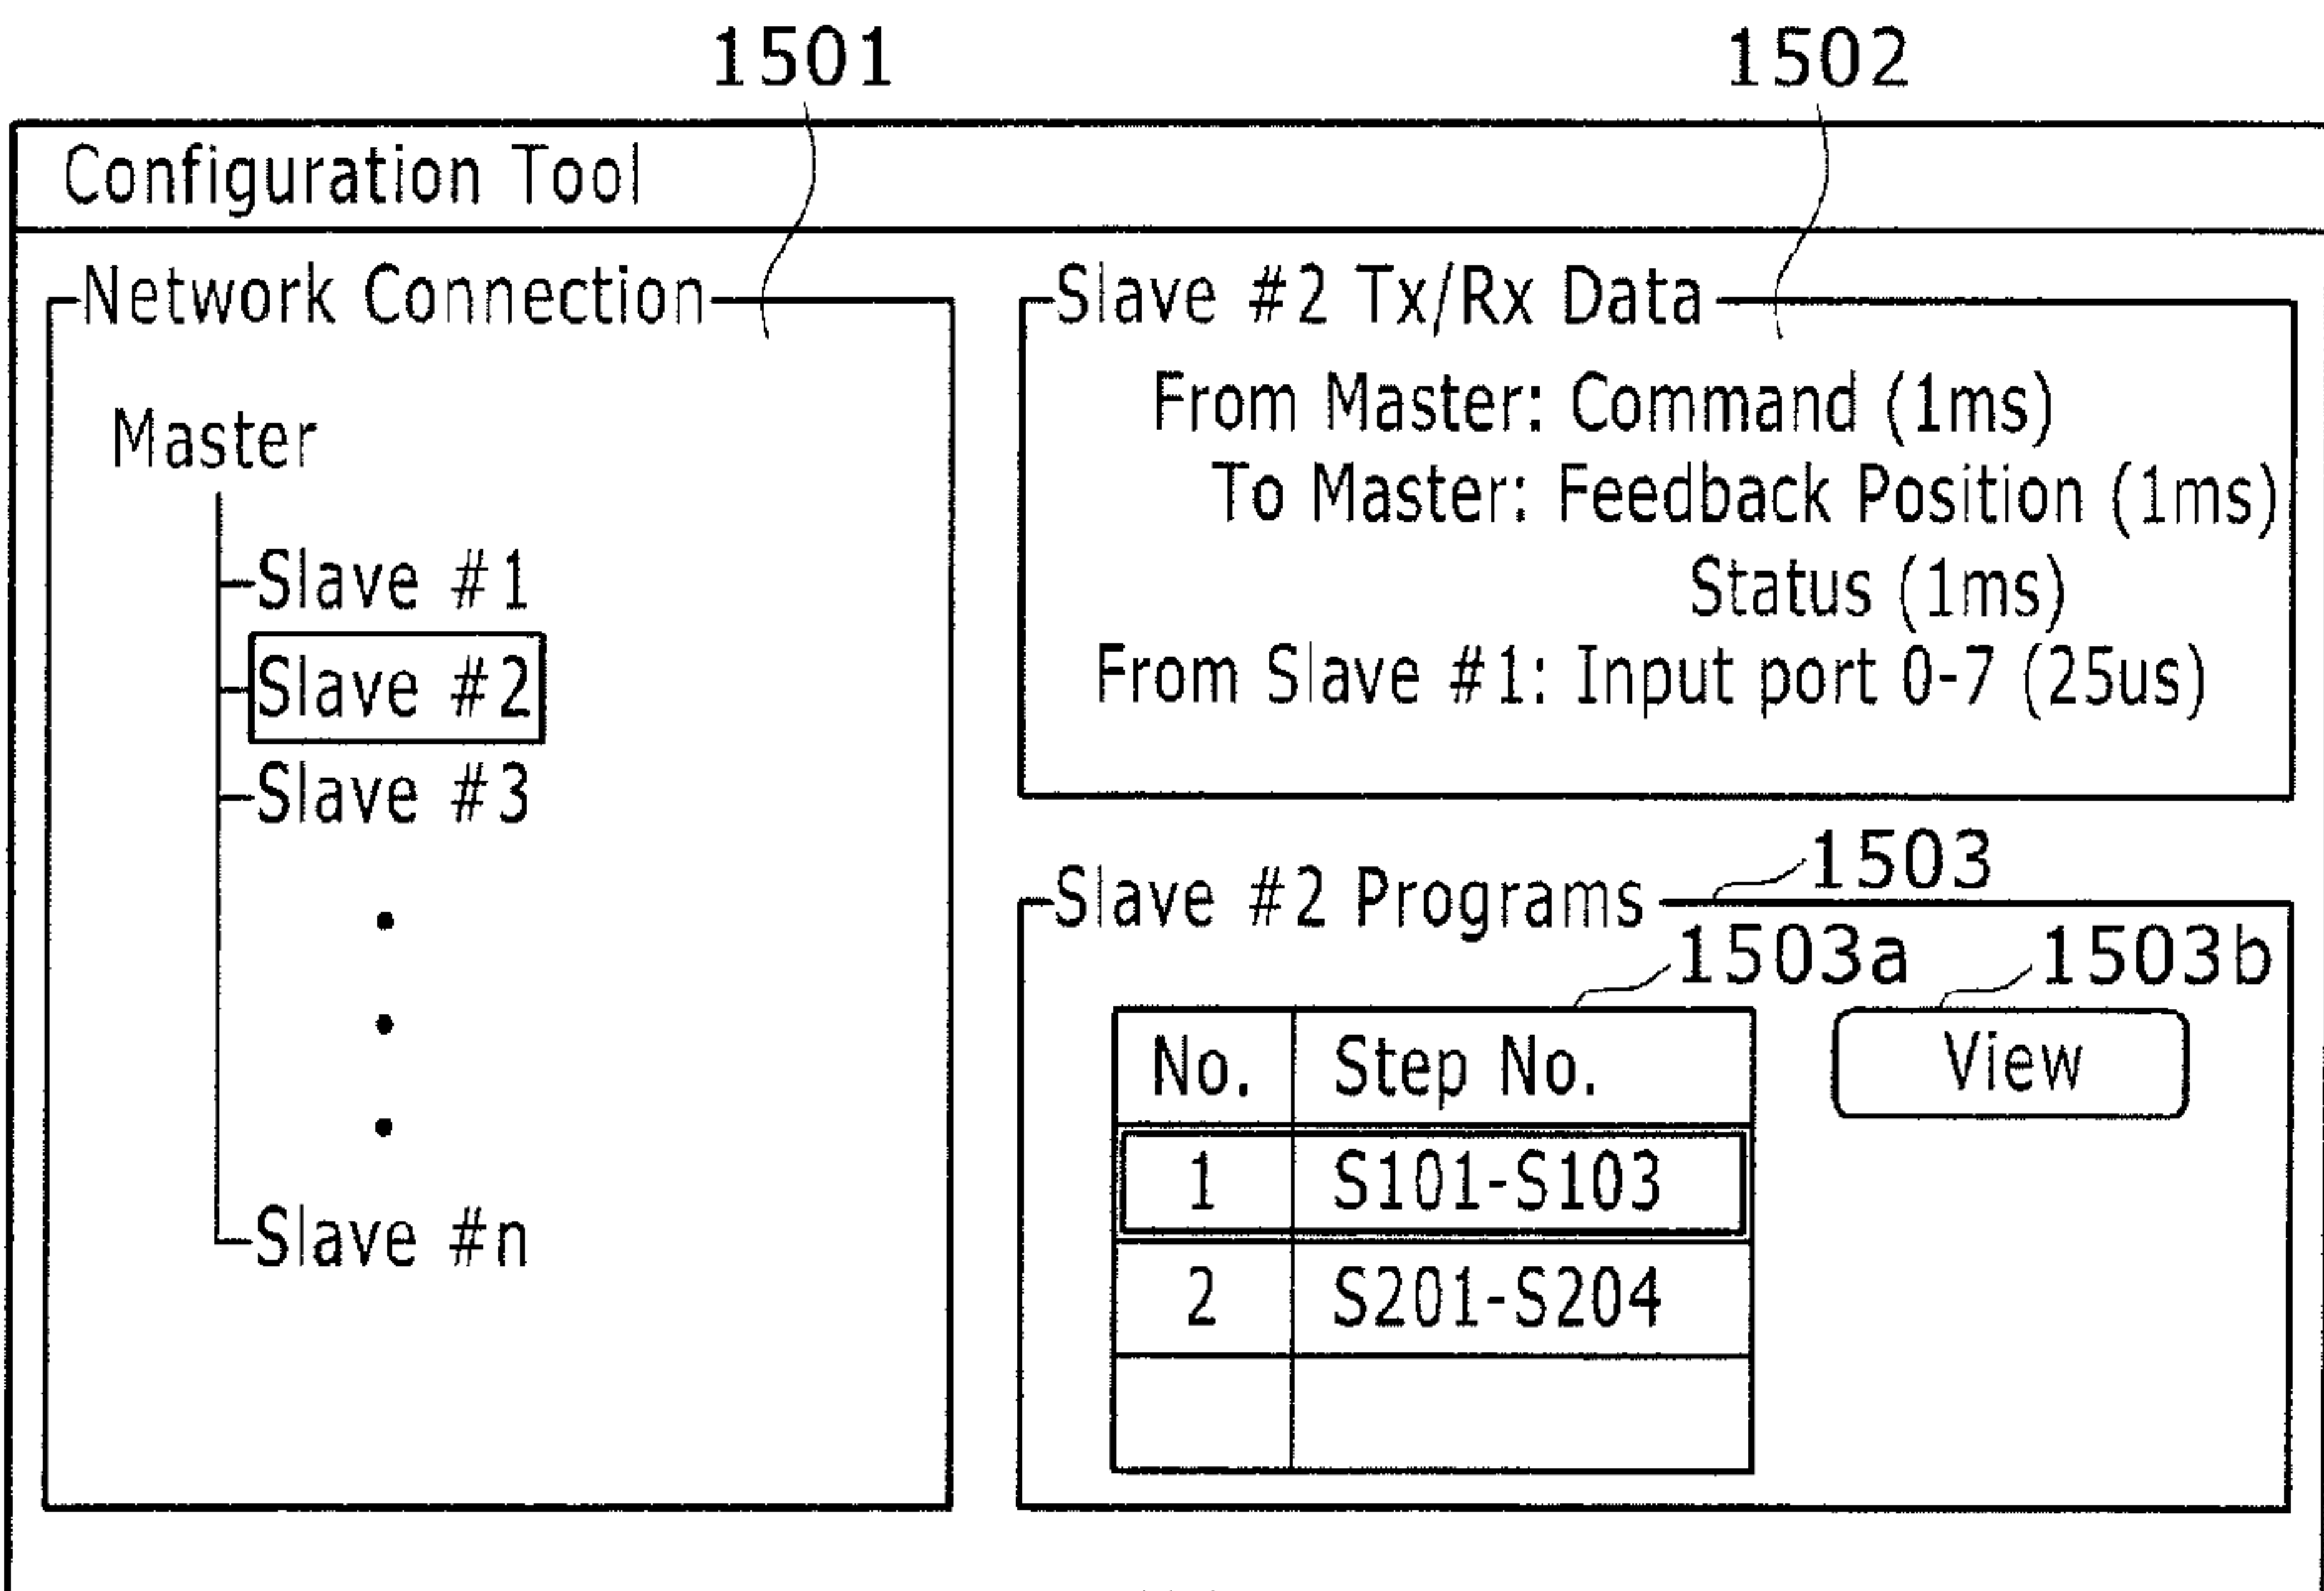 1501
1502
Configuration Tool
Network Connection
Master
Slave #1
Slave #2
Slave #3
Slave #n
Slave #2 Tx/Rx Data
From Master: Command (1ms)
To Master: Feedback Position (1ms)
Status (1ms)
From Slave #1: Input port 0-7 (25us)
1503
Slave #2 Programs
1503a
1503b
No. Step No.
View
1 S101-S103
2 S201-S204